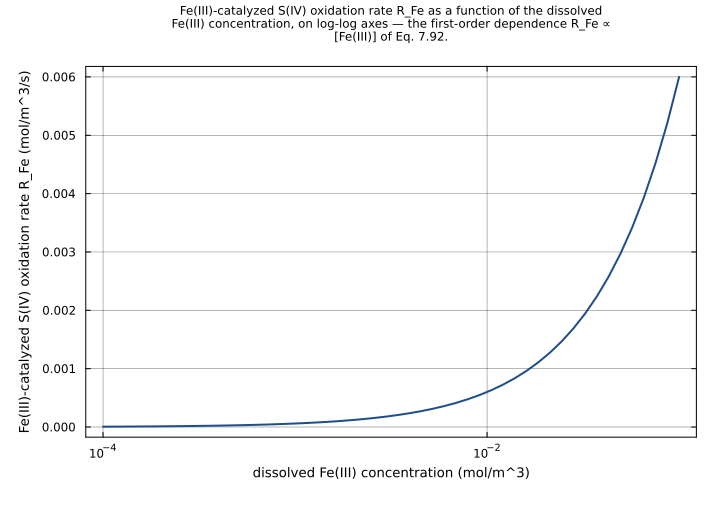 Fe(III)-catalyzed S(IV) oxidation rate R_Fe as a function of the dissolved
Fe(III) concentration, on log-log axes — the first-order dependence R_Fe ∝
[Fe(III)] of Eq. 7.92.
Fe(III)-catalyzed S(IV) oxidation rate R_Fe (mol/m^3/s)
0.006
0.005
0.004
0.003
0.002
0.001
0.000
10⁻⁴
10⁻²
dissolved Fe(III) concentration (mol/m^3)